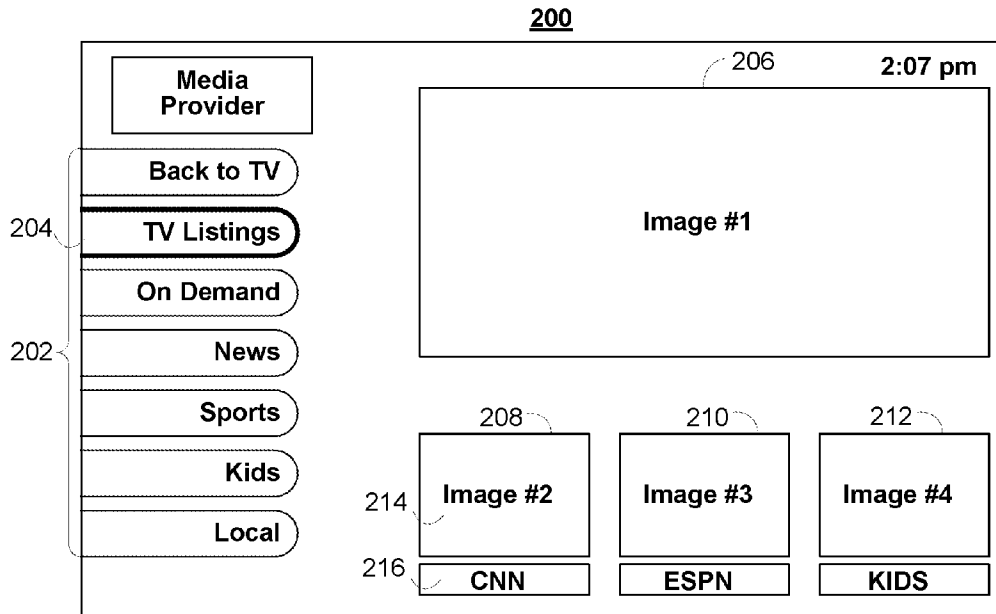 200
2:07 pm
206
Media
Provider
Back to TV
204
TV Listings
Image #1
On Demand
202
News
Sports
208
210
212
Kids
214
Image #2
Image #3
Image #4
Local
216
CNN
ESPN
KIDS